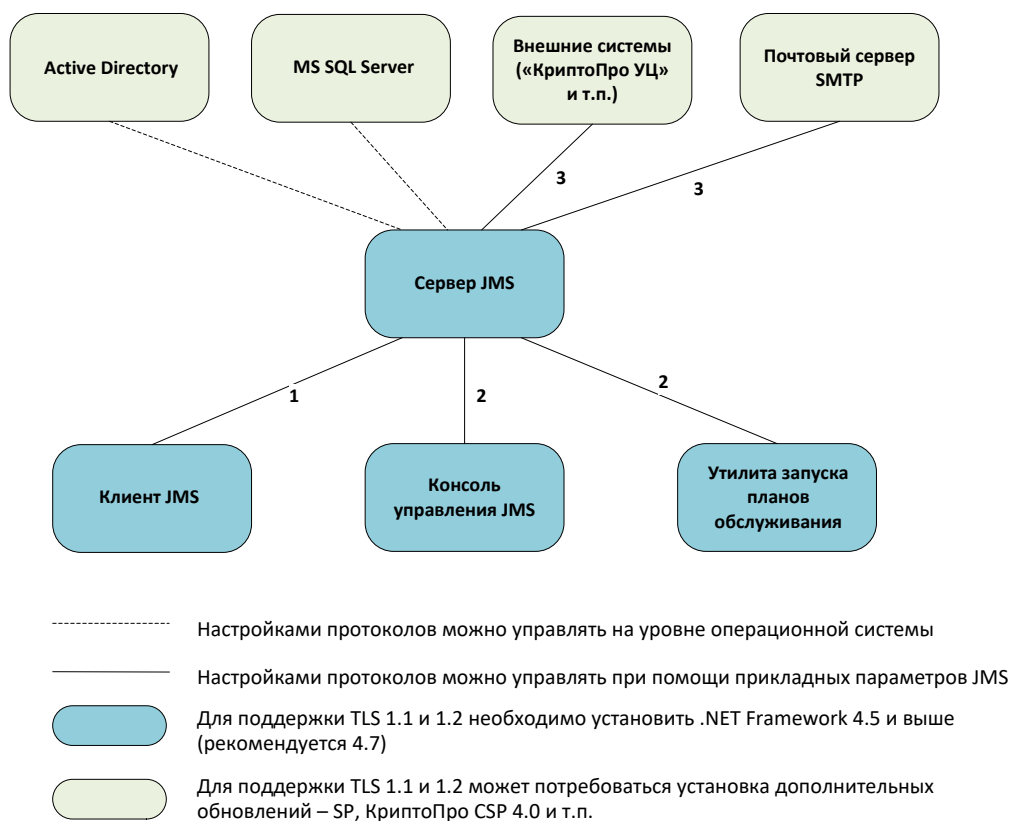 Active Directory
MS SQL Server
Внешние системы
(«КриптоПро УЦ»
и т.п.)
Почтовый сервер
SMTP
3
3
Сервер JMS
1
2
2
Клиент JMS
Консоль
управления JMS
Утилита запуска
планов
обслуживания
Настройками протоколов можно управлять на уровне операционной системы
Настройками протоколов можно управлять при помощи прикладных параметров JMS
Для поддержки TLS 1.1 и 1.2 необходимо установить .NET Framework 4.5 и выше
(рекомендуется 4.7)
Для поддержки TLS 1.1 и 1.2 может потребоваться установка дополнительных
обновлений – SP, КриптоПро CSP 4.0 и т.п.